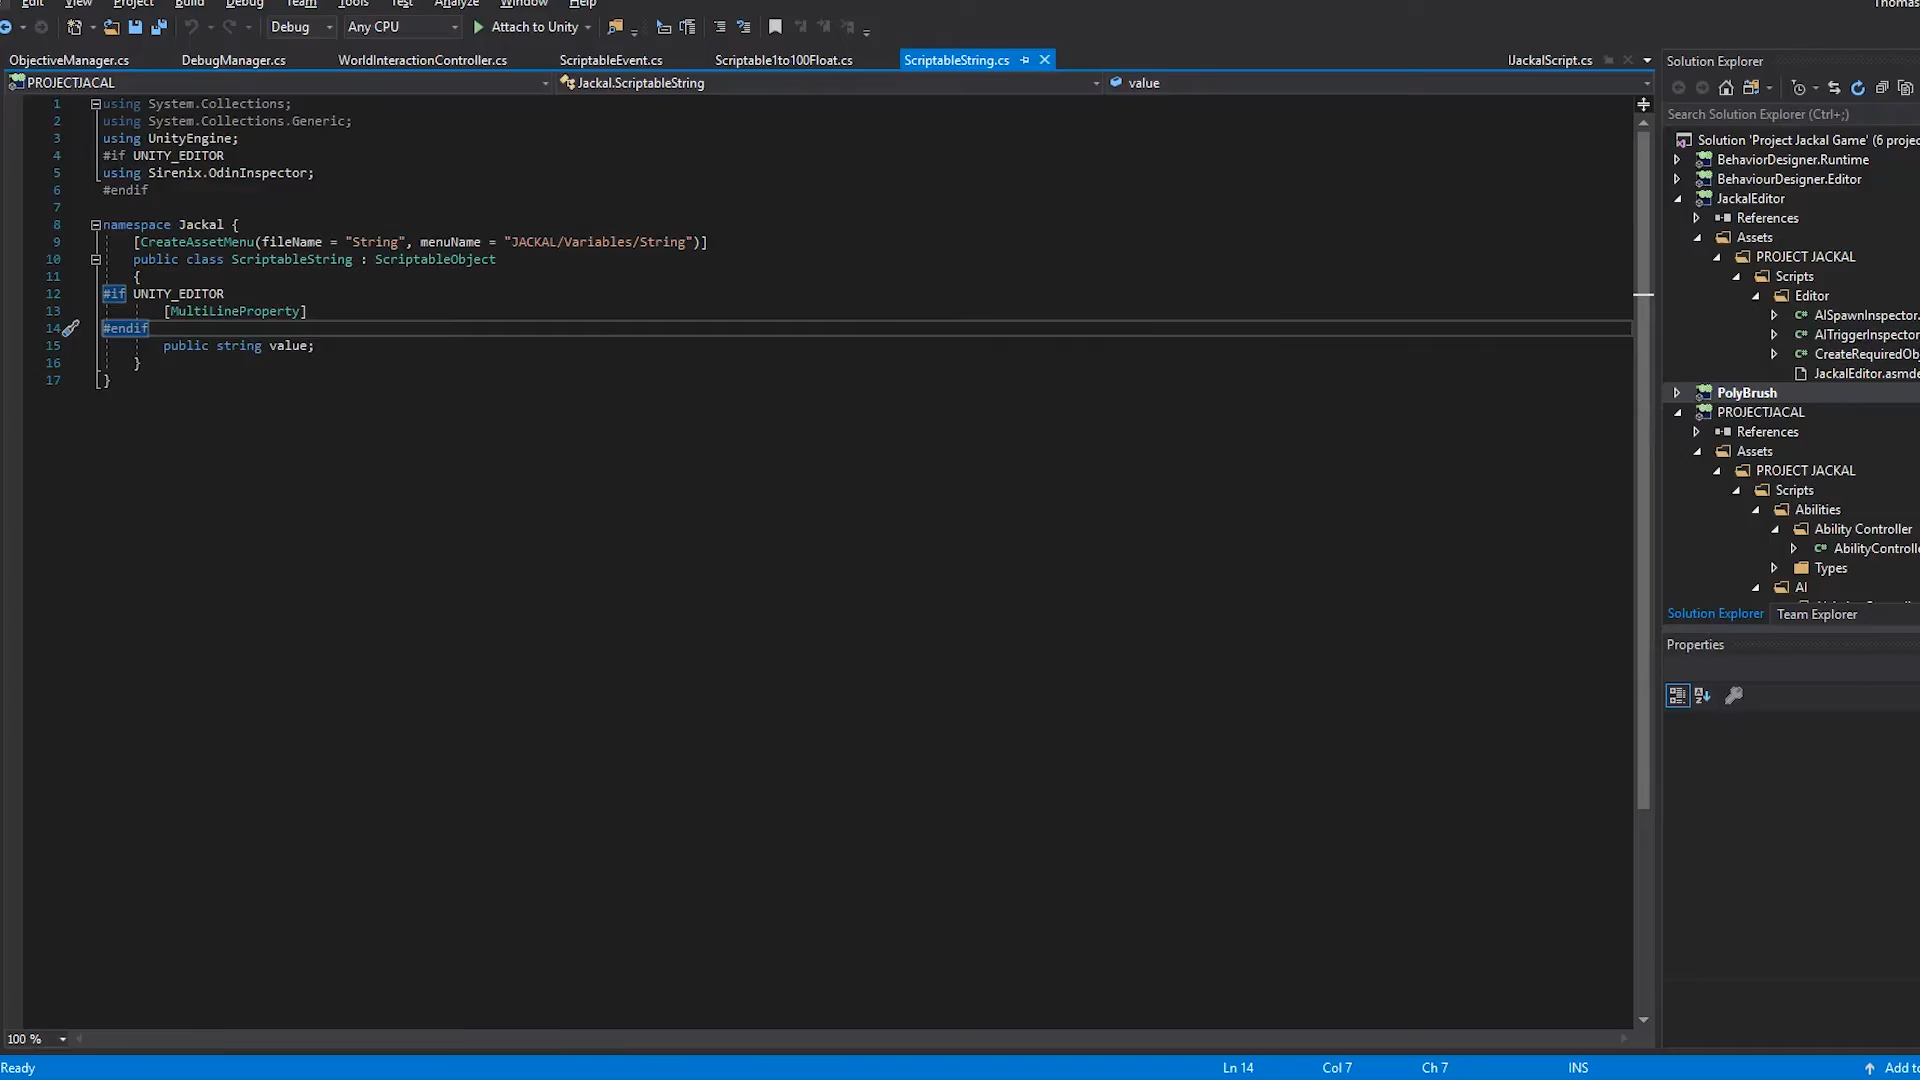 Edit View Project Build Debug Team Tools Test Analyze Window Help
Thomas
Debug Any CPU Attach to Unity
ObjectiveManager.cs DebugManager.cs WorldInteractionController.cs ScriptableEvent.cs Scriptable1to100Float.cs ScriptableString.cs IJackalScript.cs
PROJECTJACAL Jackal.ScriptableString value
1 using System.Collections;
2 using System.Collections.Generic;
3 using UnityEngine;
4 #if UNITY_EDITOR
5 using Sirenix.OdinInspector;
6 #endif
7
8 namespace Jackal {
9 [CreateAssetMenu(fileName = "String", menuName = "JACKAL/Variables/String")]
10 public class ScriptableString : ScriptableObject
11 {
12 #if UNITY_EDITOR
13 [MultiLineProperty]
14 #endif
15 public string value;
16 }
17 }
100 %
Solution Explorer
Search Solution Explorer (Ctrl+;)
Solution 'Project Jackal Game' (6 projec
BehaviorDesigner.Runtime
BehaviourDesigner.Editor
JackalEditor
References
Assets
PROJECT JACKAL
Scripts
Editor
C# AISpawnInspector.
C# AITriggerInspector
C# CreateRequiredOb
JackalEditor.asmde
PolyBrush
PROJECTJACAL
References
Assets
PROJECT JACKAL
Scripts
Abilities
Ability Controller
C# AbilityControlle
Types
AI
Solution Explorer Team Explorer
Properties
Ready Ln 14 Col 7 Ch 7 INS Add to